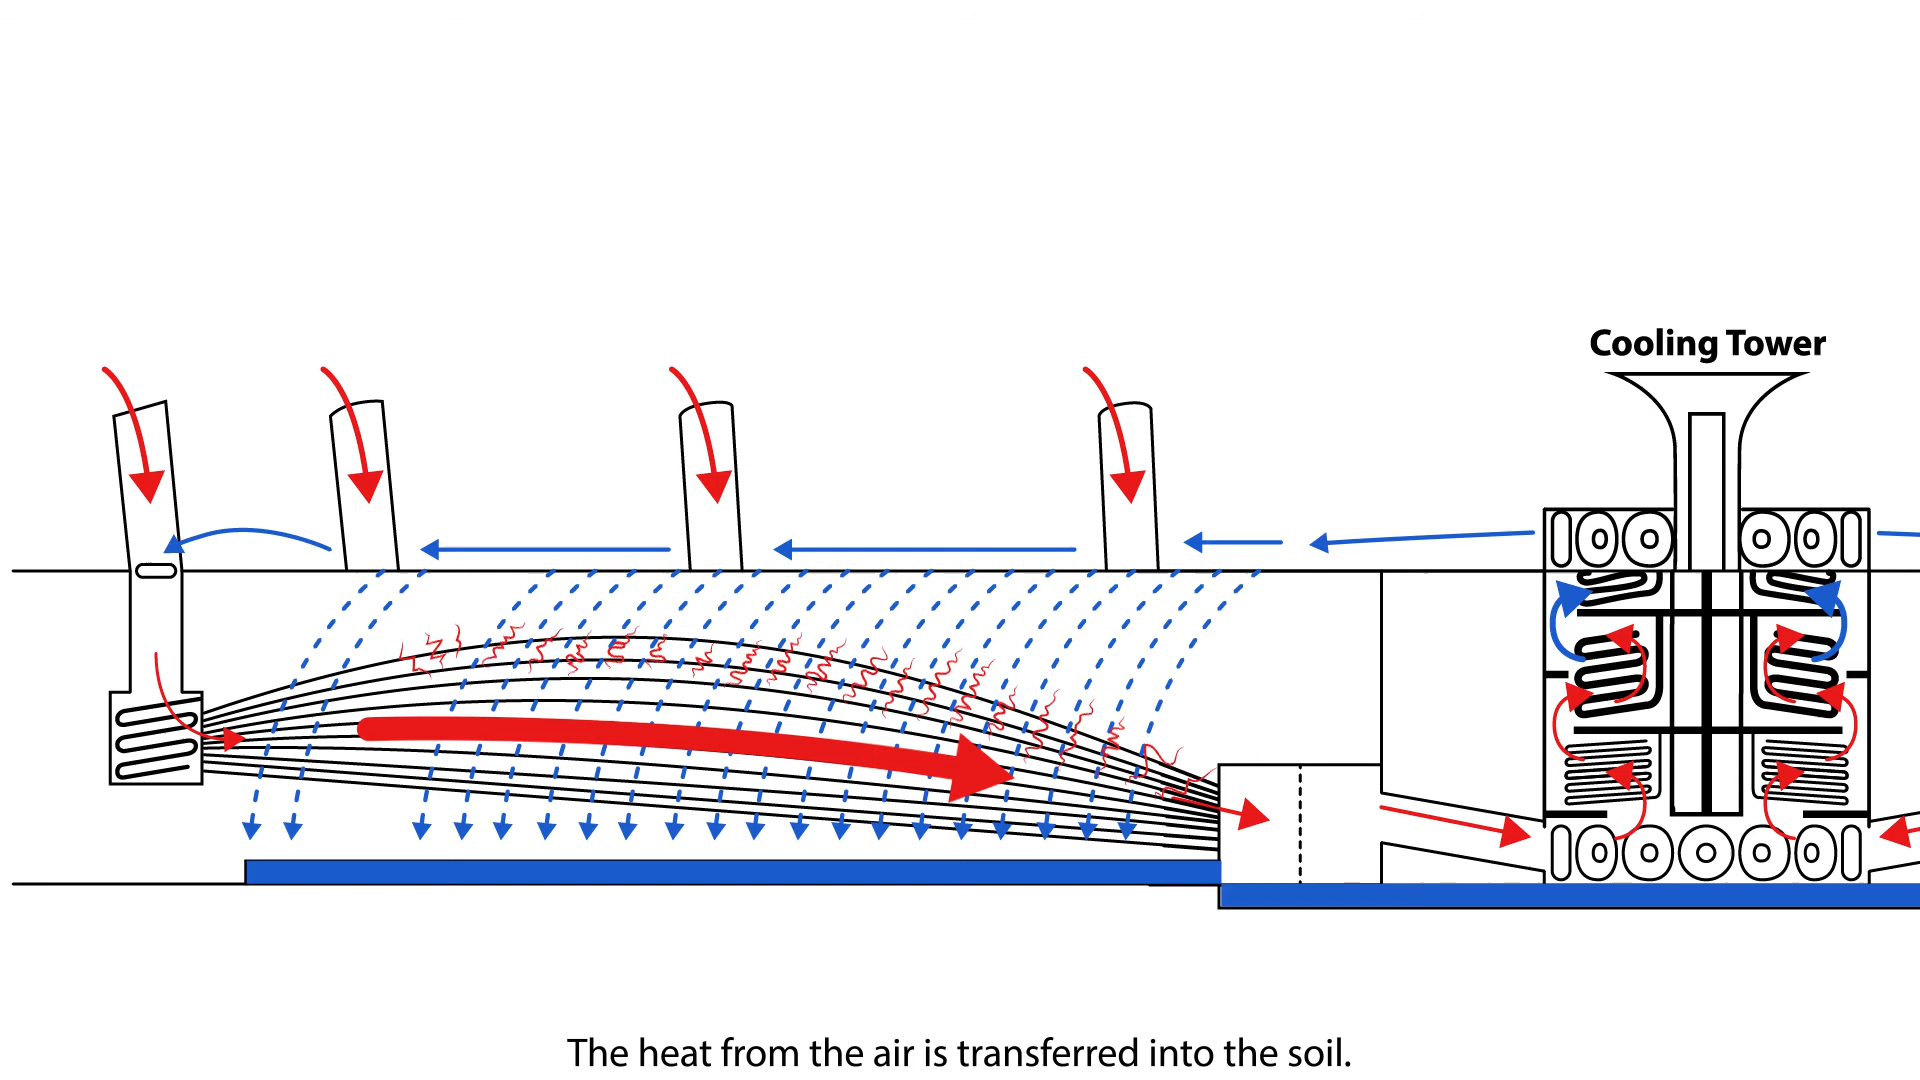 Cooling Tower
The heat from the air is transferred into the soil.